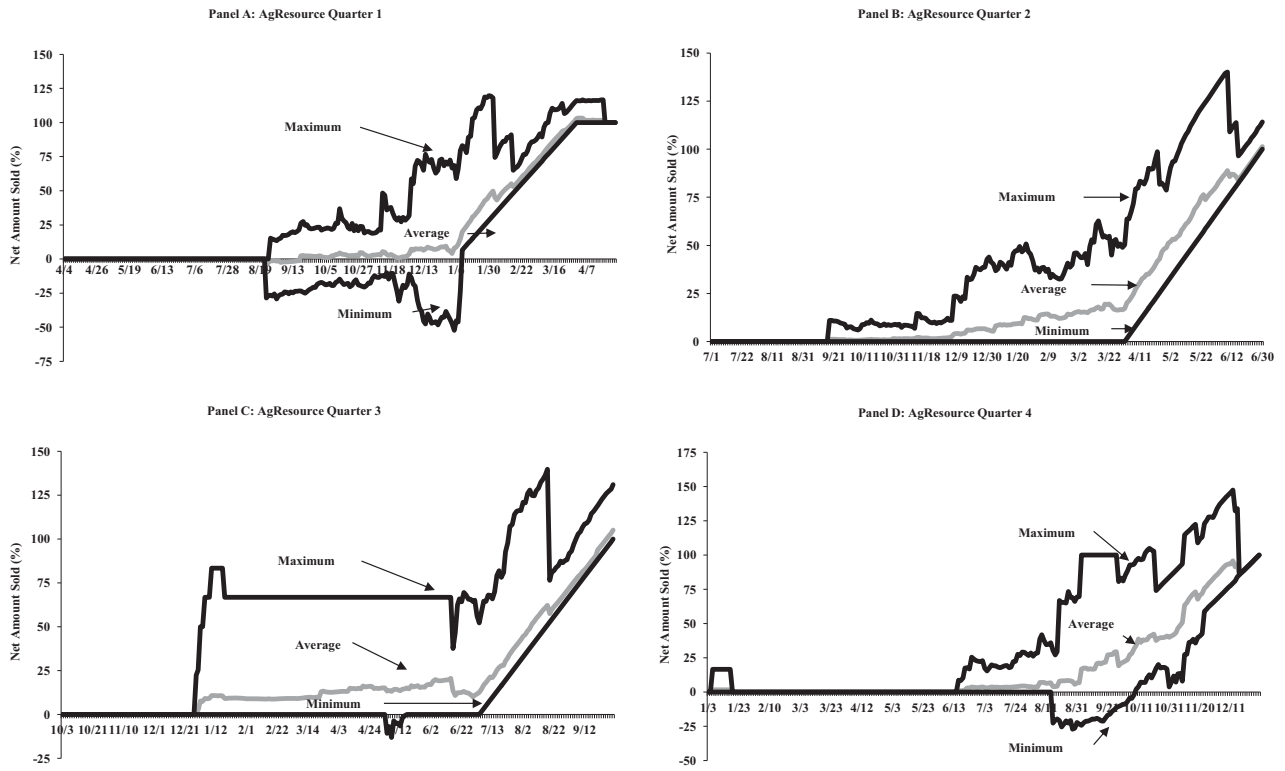 Panel A: AgResource Quarter 1
Net Amount Sold (%)
150
125
100
75
50
25
0
-25
-50
-75
Maximum
Average
Minimum
4/4 4/26 5/19 6/13 7/6 7/28 8/19 9/13 10/5 10/27 11/18 12/13 1/6 1/30 2/22 3/16 4/7
Panel B: AgResource Quarter 2
Net Amount Sold (%)
150
125
100
75
50
25
0
Maximum
Average
Minimum
7/1 7/22 8/11 8/31 9/21 10/11 10/31 11/18 12/9 12/30 1/20 2/9 3/2 3/22 4/11 5/2 5/22 6/12 6/30
Panel C: AgResource Quarter 3
Net Amount Sold (%)
150
125
100
75
50
25
0
-25
Maximum
Average
Minimum
10/3 10/21 11/10 12/1 12/21 1/12 2/1 2/22 3/14 4/3 4/24 5/15 6/2 6/22 7/13 8/2 8/23 9/12
Panel D: AgResource Quarter 4
Net Amount Sold (%)
175
150
125
100
75
50
25
0
-25
-50
Maximum
Average
Minimum
1/3 1/23 2/10 3/3 3/23 4/13 5/3 5/24 6/13 7/3 7/24 8/11 8/31 9/21 10/11 10/31 11/20 12/11